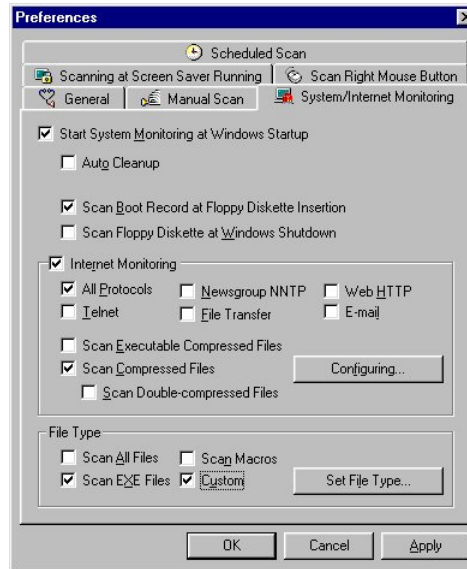 Preferences
Scheduled Scan
Scanning at Screen Saver Running Scan Right Mouse Button
General Manual Scan System/Internet Monitoring
Start System Monitoring at Windows Startup
Auto Cleanup
Scan Boot Record at Floppy Diskette Insertion
Scan Floppy Diskette at Windows Shutdown
Internet Monitoring
All Protocols Newsgroup NNTP Web HTTP
Telnet File Transfer E-mail
Scan Executable Compressed Files
Scan Compressed Files Configuring...
Scan Double-compressed Files
File Type
Scan All Files Scan Macros
Scan EXE Files Custom Set File Type...
OK Cancel Apply